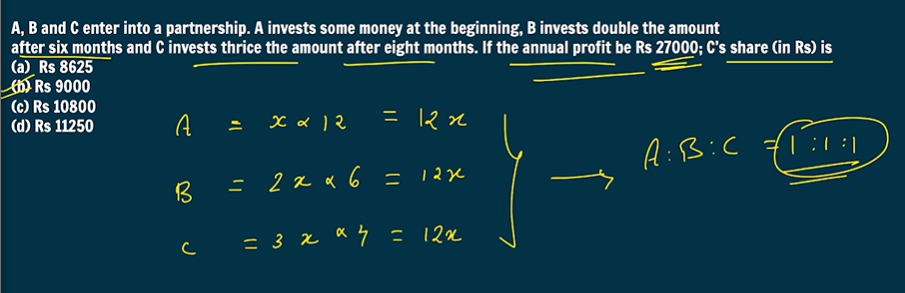 A, B and C enter into a partnership. A invests some money at the beginning, B invests double the amount
after six months and C invests thrice the amount after eight months. If the annual profit be Rs 27000; C's share (in Rs) is
(a) Rs 8625
(b) Rs 9000
(c) Rs 10800
(d) Rs 11250
A = x × 12 = 12x
A:B:C = 1:1:1
B = 2x × 6 = 12x
C = 3x × 4 = 12x